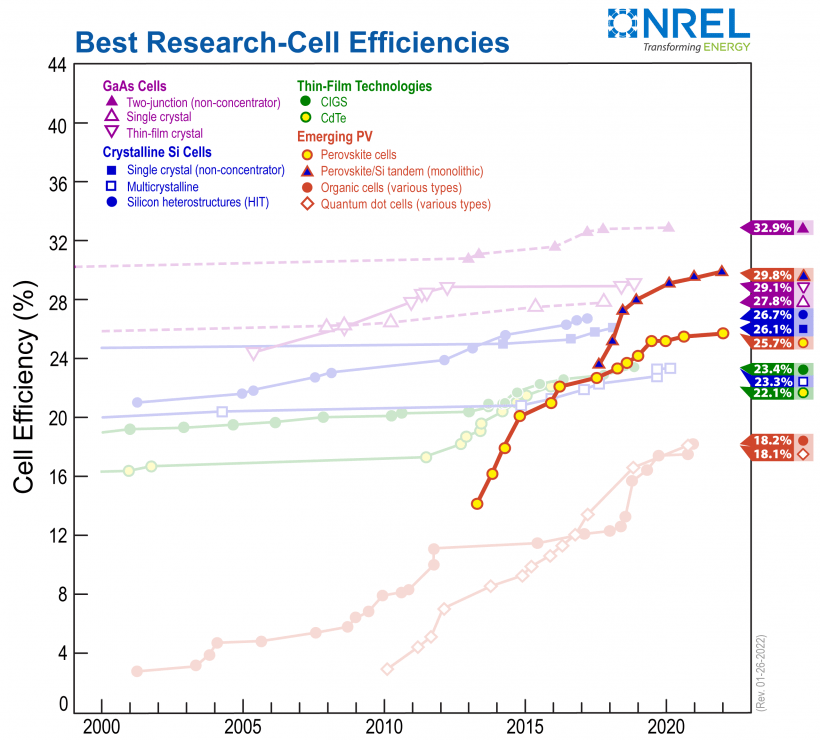 Best Research-Cell Efficiencies
NREL
Transforming ENERGY
Cell Efficiency (%)
44
40
36
32
28
24
20
16
12
8
4
0
GaAs Cells
Two-junction (non-concentrator)
Single crystal
Thin-film crystal
Crystalline Si Cells
Single crystal (non-concentrator)
Multicrystalline
Silicon heterostructures (HIT)
Thin-Film Technologies
CIGS
CdTe
Emerging PV
Perovskite cells
Perovskite/Si tandem (monolithic)
Organic cells (various types)
Quantum dot cells (various types)
32.9%
29.8%
29.1%
27.8%
26.7%
26.1%
25.7%
23.4%
23.3%
22.1%
18.2%
18.1%
(Rev. 01-26-2022)
2000 2005 2010 2015 2020